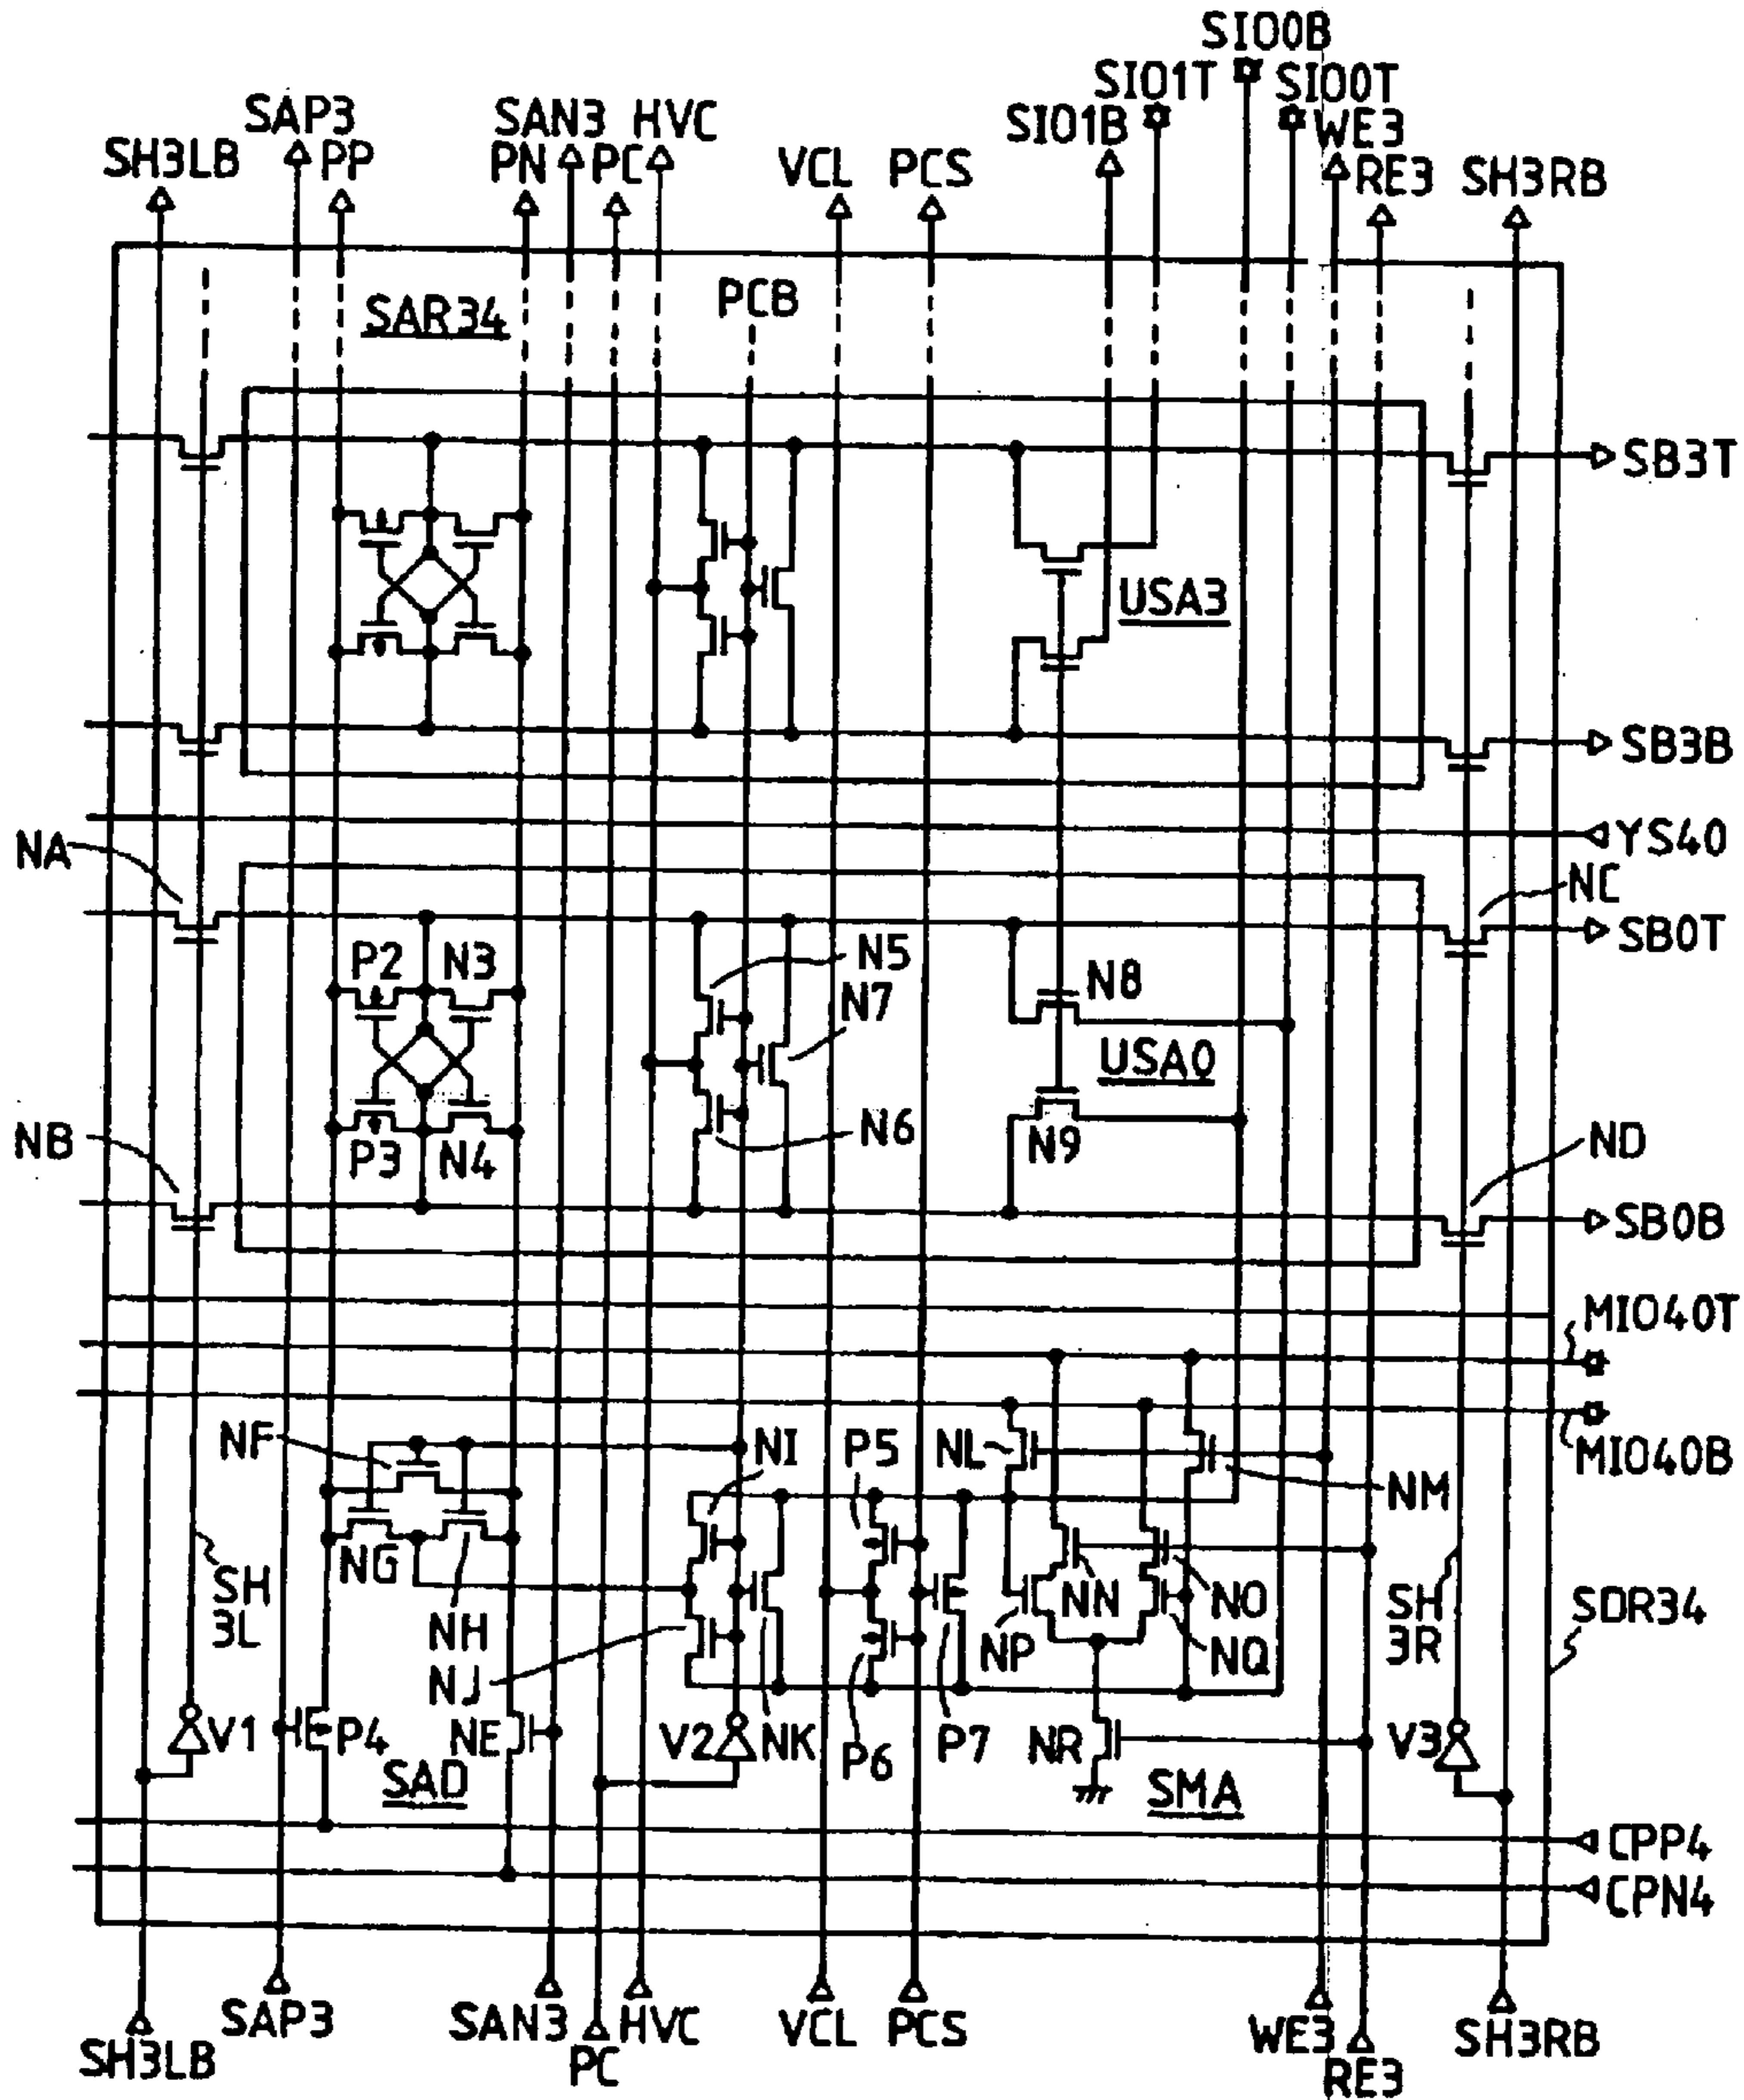 SIO0B
SIO1T SIO0T
SAP3 SAN3 HVC SIO1B WE3
SH3LB PP PN PC VCL PCS RE3 SH3RB
SAR34 PCB
SB3T
USA3
SB3B
YS40
NA
NC
SB0T
P2 N3 N5
N8
N7
USA0
NB
P3 N4 N6 N9 ND
SB0B
MIO40T
NF NI P5 NL
MIO40B
NM
NG
SH
3L
NH
NN NO
SH
3R
SDR34
NJ
NP NQ
V1 P4 NE V2 NK P6 P7 NR V3
SAD SMA
CPP4
CPN4
SAP3 SAN3 HVC VCL PCS WE3 SH3RB
SH3LB PC RE3